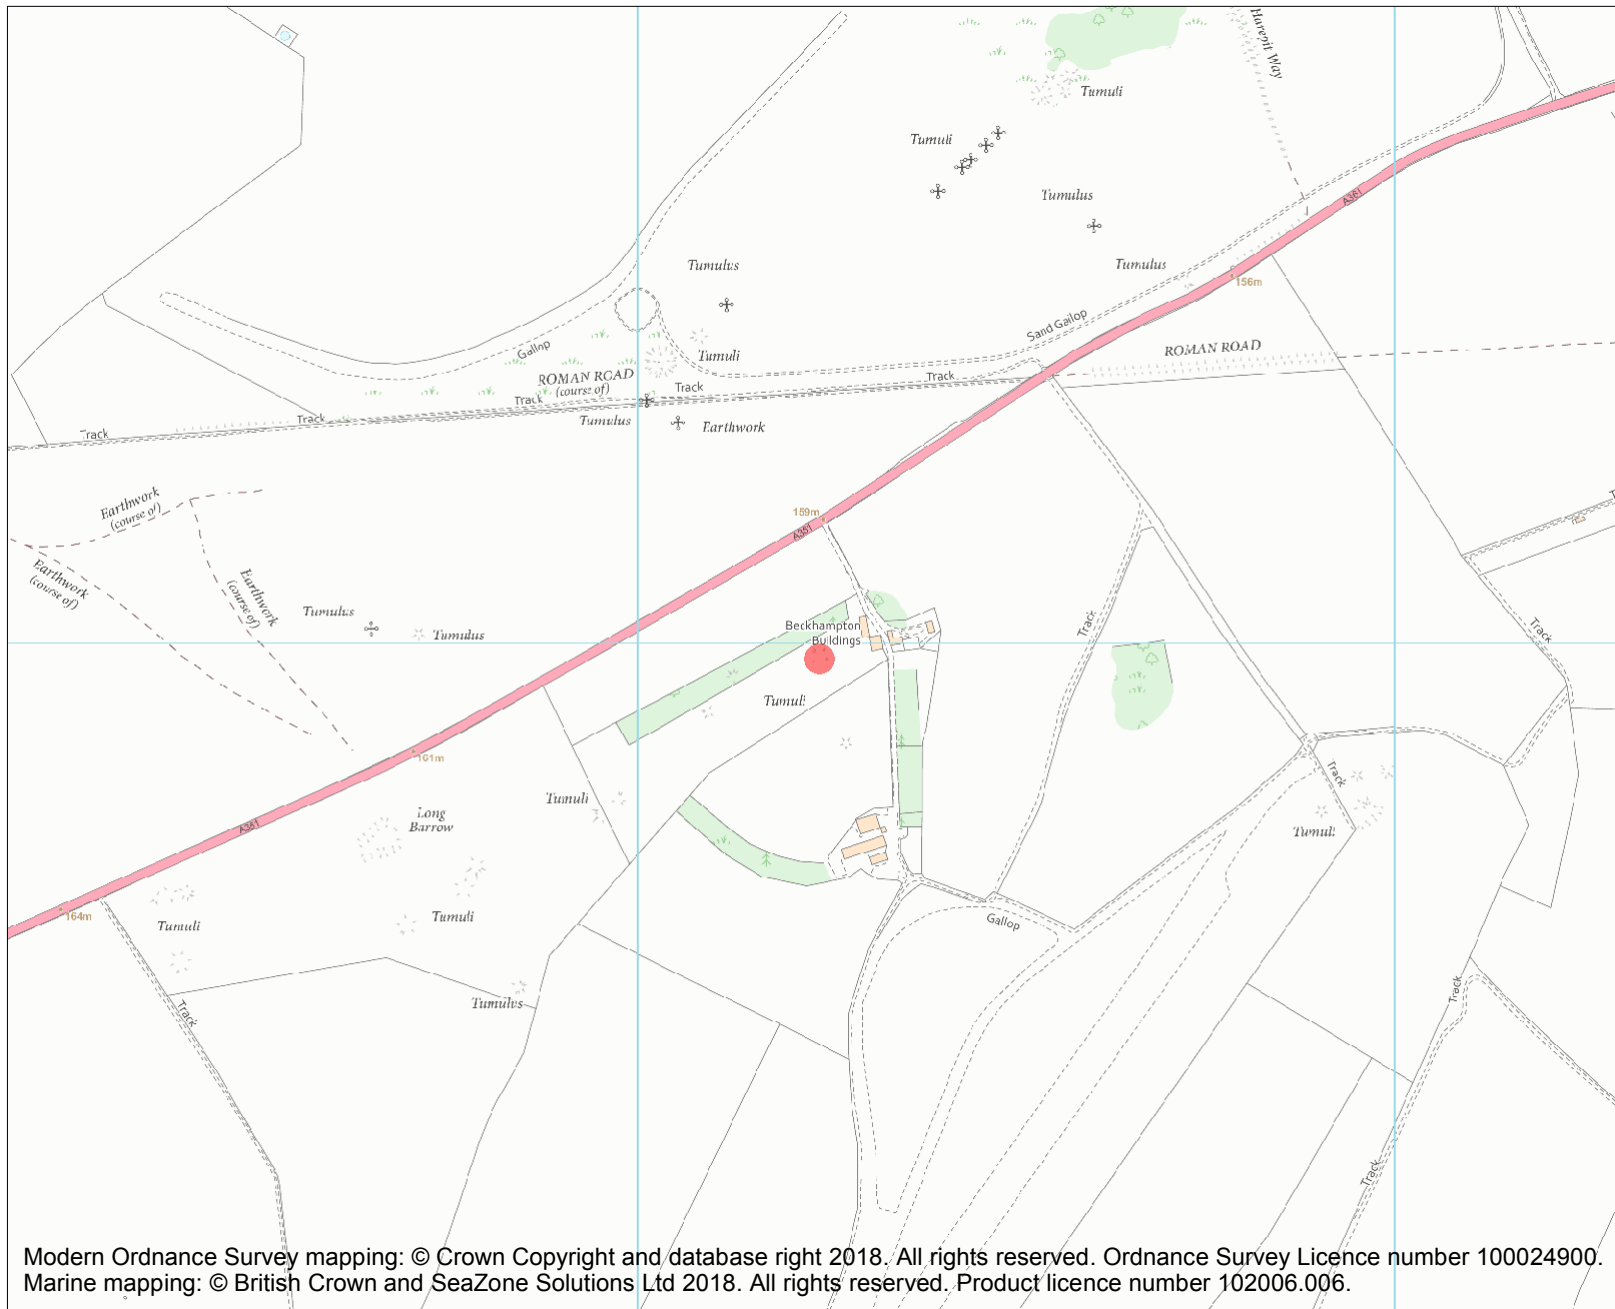 Harepit Way
Tumuli
Tumuli
Tumulus
A361
Tumulus
Tumulus
156m
Sand Gallop
Gallop
Tumuli
ROMAN ROAD
ROMAN ROAD
(course of)
Track
Track
Track
Track
Track
Tumulus
Earthwork
Earthwork
(course of)
159m
A361
Earthwork
(course of)
Earthwork
(course of)
Tumulus
Tumulus
Beckhampton
Buildings
Track
Track
Tumuli
161m
Track
Tumuli
Long
Barrow
A361
Tumuli
164m
Tumuli
Tumuli
Gallop
Track
Tumulus
Track
Track
Modern Ordnance Survey mapping: © Crown Copyright and database right 2018. All rights reserved. Ordnance Survey Licence number 100024900.
Marine mapping: © British Crown and SeaZone Solutions Ltd 2018. All rights reserved. Product licence number 102006.006.